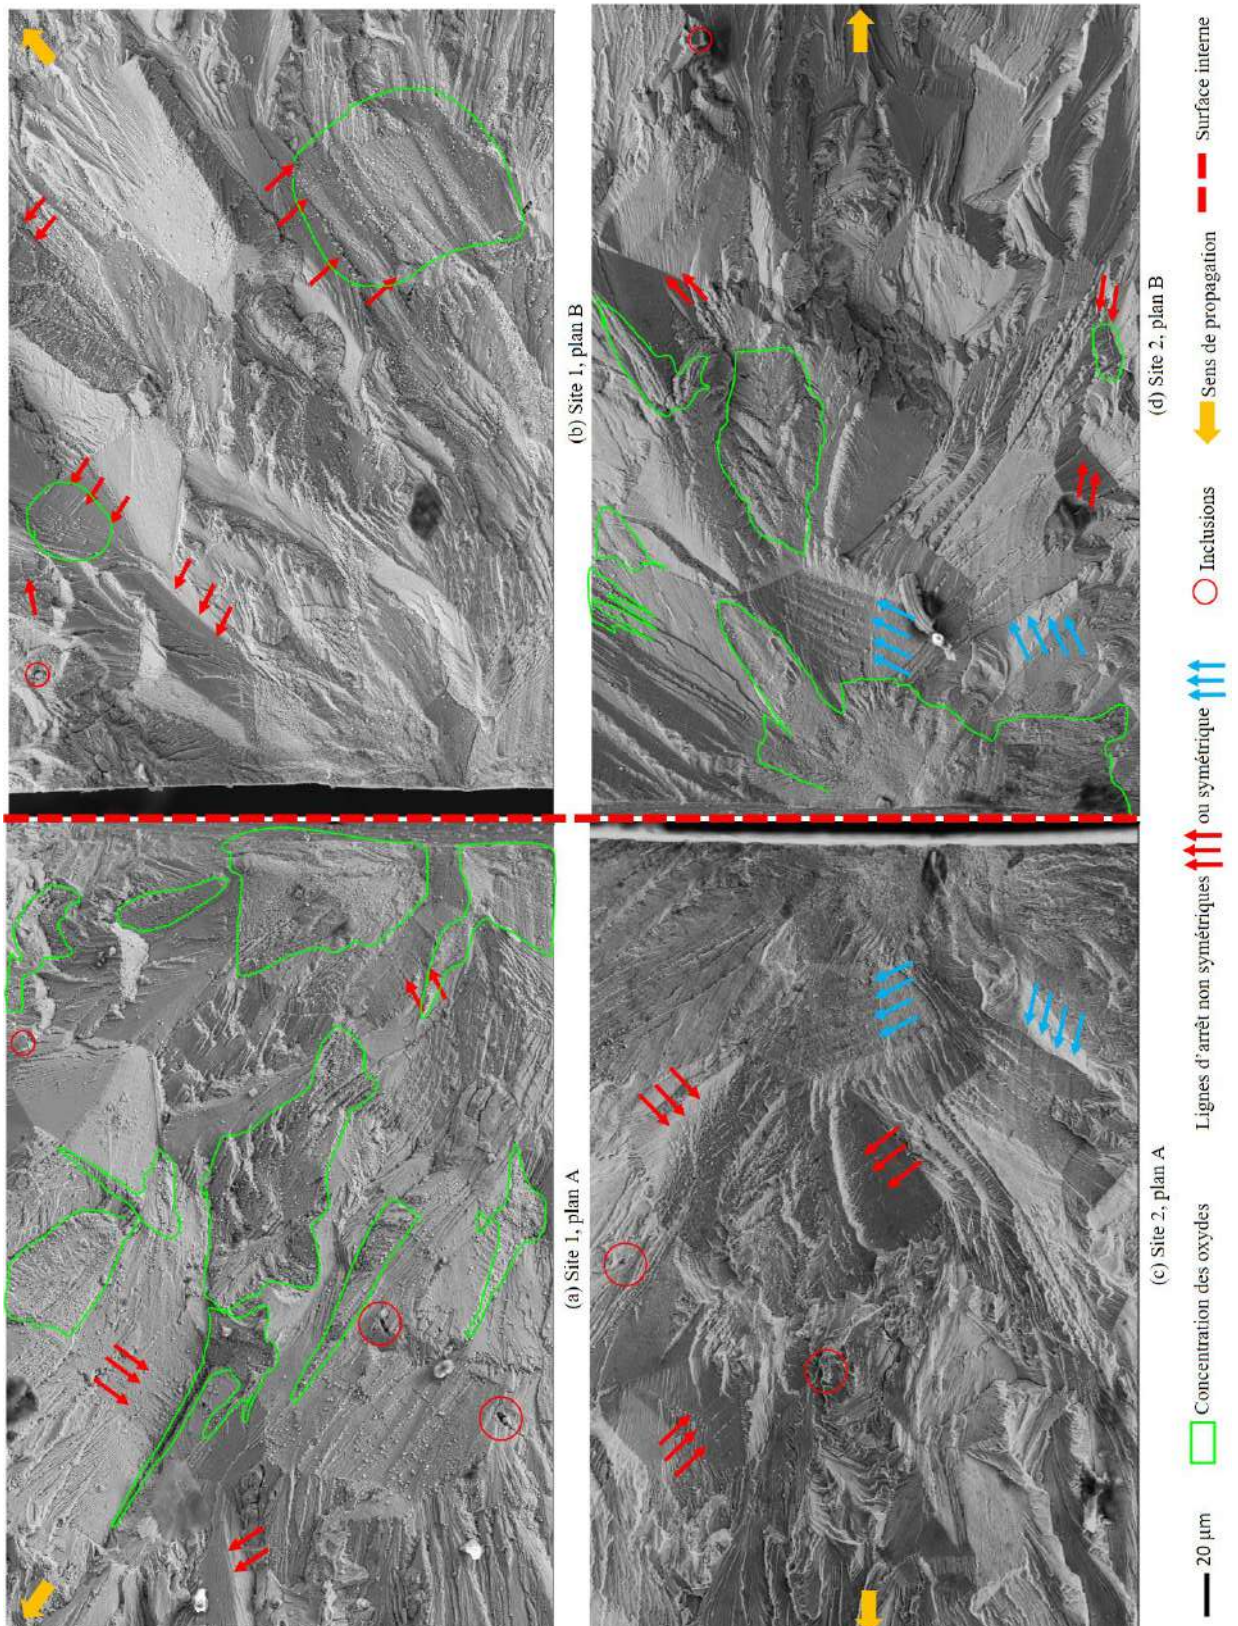 (a) Site 1, plan A
(b) Site 1, plan B
(c) Site 2, plan A
(d) Site 2, plan B
20 µm
Concentration des oxydes
Lignes d’arrêt non symétriques
ou symétrique
Inclusions
Sens de propagation
Surface interne